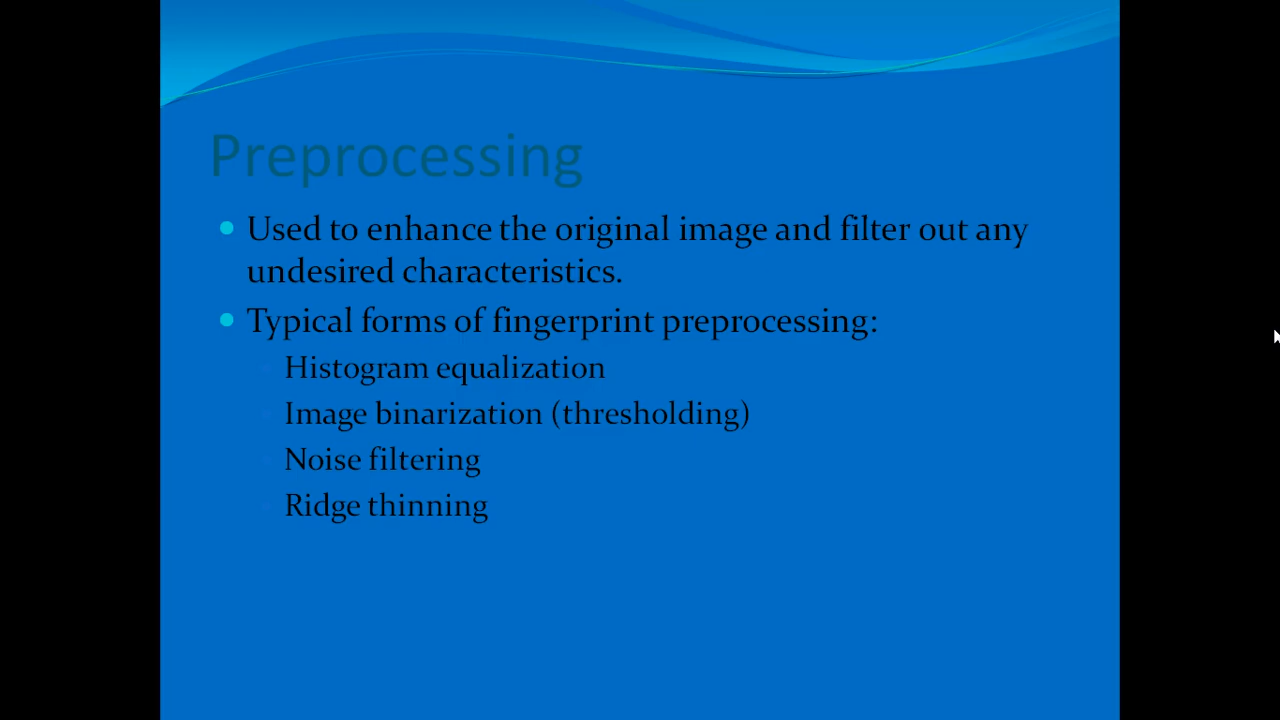 Preprocessing
Used to enhance the original image and filter out any
undesired characteristics.
Typical forms of fingerprint preprocessing:
Histogram equalization
Image binarization (thresholding)
Noise filtering
Ridge thinning